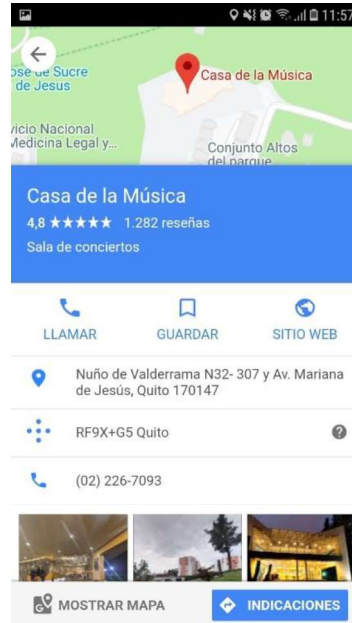 11:57
ose de Sucre
de Jesus
Casa de la Música
vicio Nacional
Medicina Legal y...
Conjunto Altos
del parque
Casa de la Música
4,8 ★★★★★ 1.282 reseñas
Sala de conciertos
LLAMAR GUARDAR SITIO WEB
Nuño de Valderrama N32- 307 y Av. Mariana
de Jesús, Quito 170147
RF9X+G5 Quito
(02) 226-7093
MOSTRAR MAPA INDICACIONES